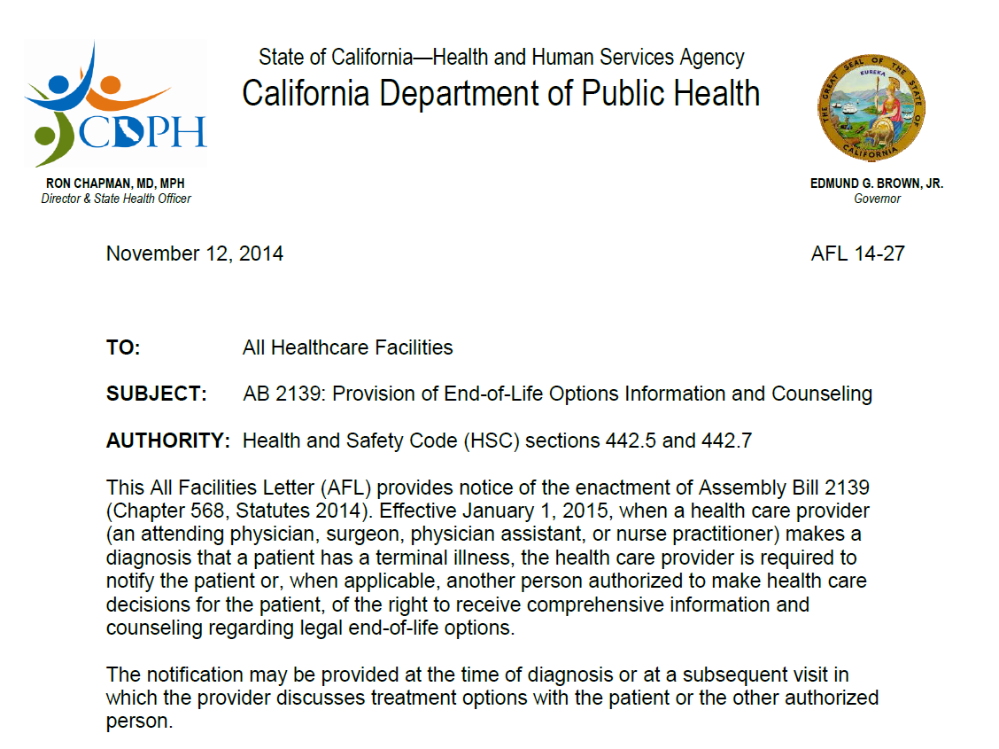 State of California—Health and Human Services Agency
California Department of Public Health
CDPH
THE GREAT SEAL OF THE STATE OF CALIFORNIA
EUREKA
RON CHAPMAN, MD, MPH
Director & State Health Officer
EDMUND G. BROWN, JR.
Governor
November 12, 2014
AFL 14-27
TO: All Healthcare Facilities
SUBJECT: AB 2139: Provision of End-of-Life Options Information and Counseling
AUTHORITY: Health and Safety Code (HSC) sections 442.5 and 442.7
This All Facilities Letter (AFL) provides notice of the enactment of Assembly Bill 2139
(Chapter 568, Statutes 2014). Effective January 1, 2015, when a health care provider
(an attending physician, surgeon, physician assistant, or nurse practitioner) makes a
diagnosis that a patient has a terminal illness, the health care provider is required to
notify the patient or, when applicable, another person authorized to make health care
decisions for the patient, of the right to receive comprehensive information and
counseling regarding legal end-of-life options.
The notification may be provided at the time of diagnosis or at a subsequent visit in
which the provider discusses treatment options with the patient or the other authorized
person.